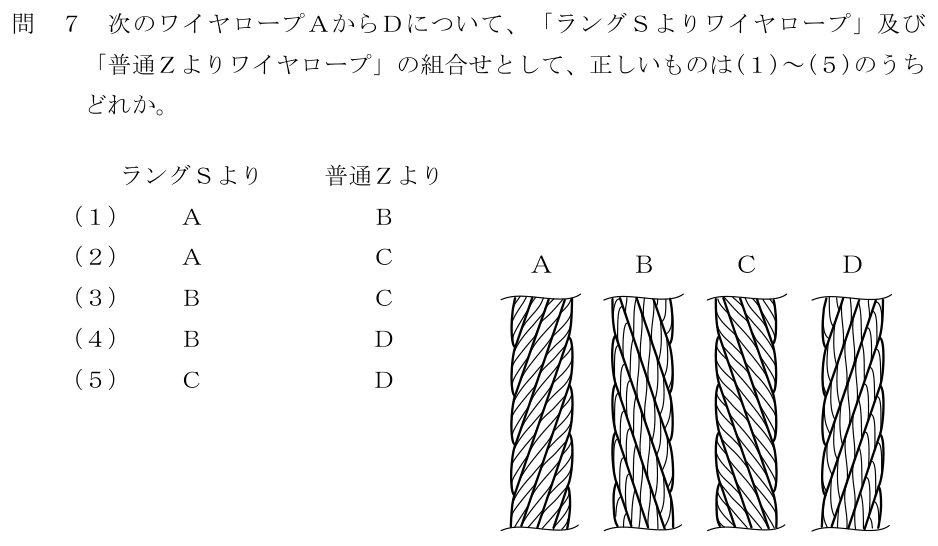 問　７　次のワイヤロープＡからＤについて、「ラングＳよりワイヤロープ」及び
「普通Ｚよりワイヤロープ」の組合せとして、正しいものは(１)～(５)のうち
どれか。
ラングＳより　　普通Ｚより
(１)　Ａ　Ｂ
(２)　Ａ　Ｃ
(３)　Ｂ　Ｃ
(４)　Ｂ　Ｄ
(５)　Ｃ　Ｄ
Ａ　Ｂ　Ｃ　Ｄ